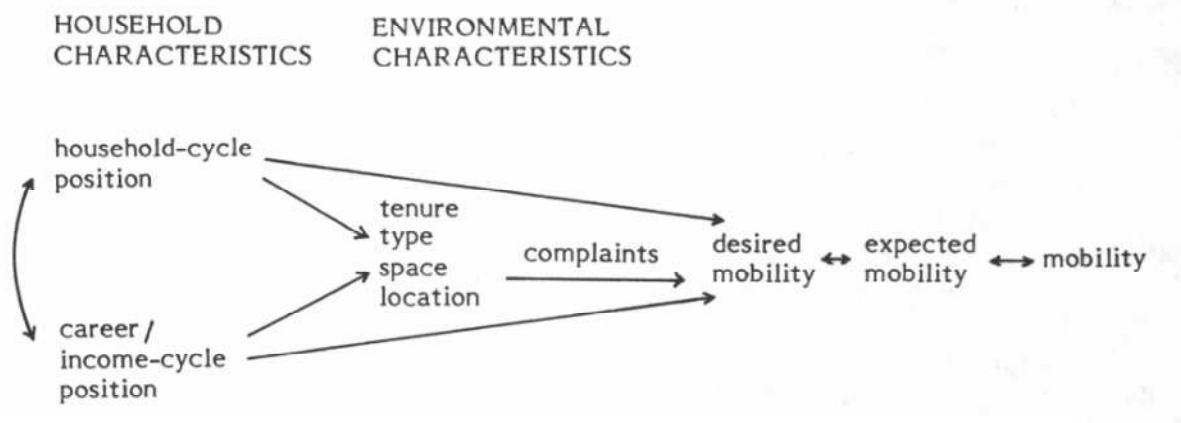 HOUSEHOLD
CHARACTERISTICS
ENVIRONMENTAL
CHARACTERISTICS
household-cycle
position
tenure
type
space
location
complaints
desired
mobility
expected
mobility
mobility
career/
income-cycle
position